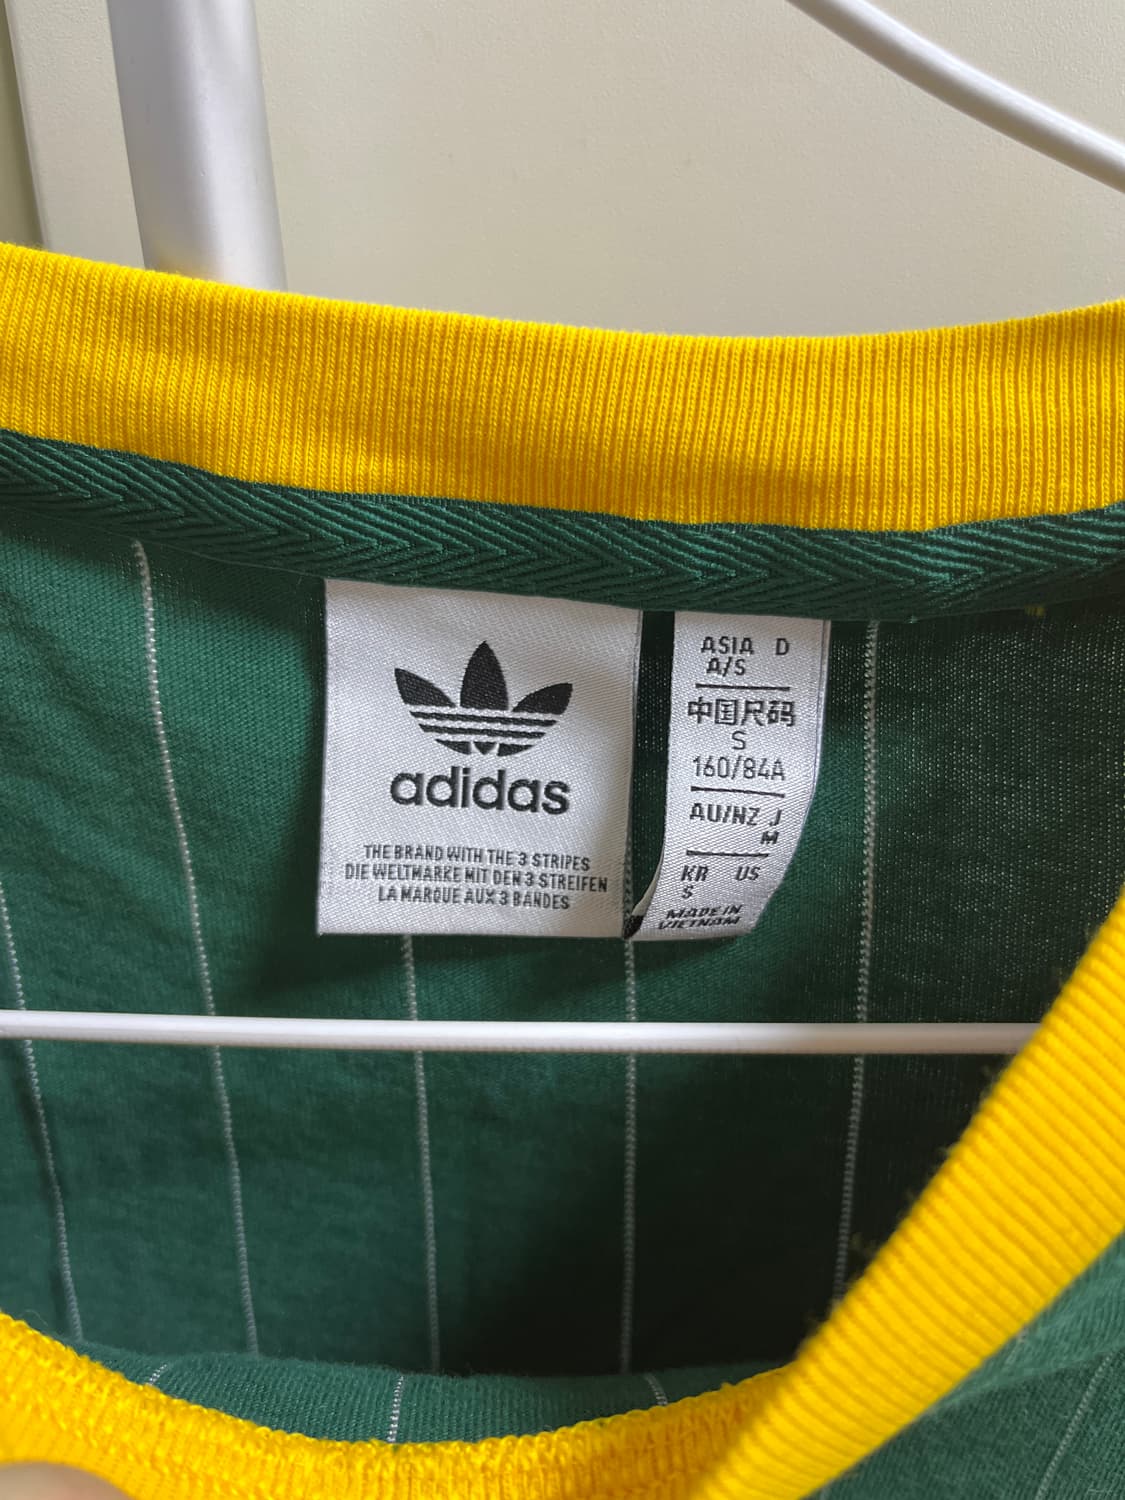 adidas
THE BRAND WITH THE 3 STRIPES
DIE WELTMARKE MIT DEN 3 STREIFEN
LA MARQUE AUX 3 BANDES
ASIA D
A/S
中国尺码
S
160/84A
AU/NZ J
M
KR US
S
MADE IN
VIETNAM